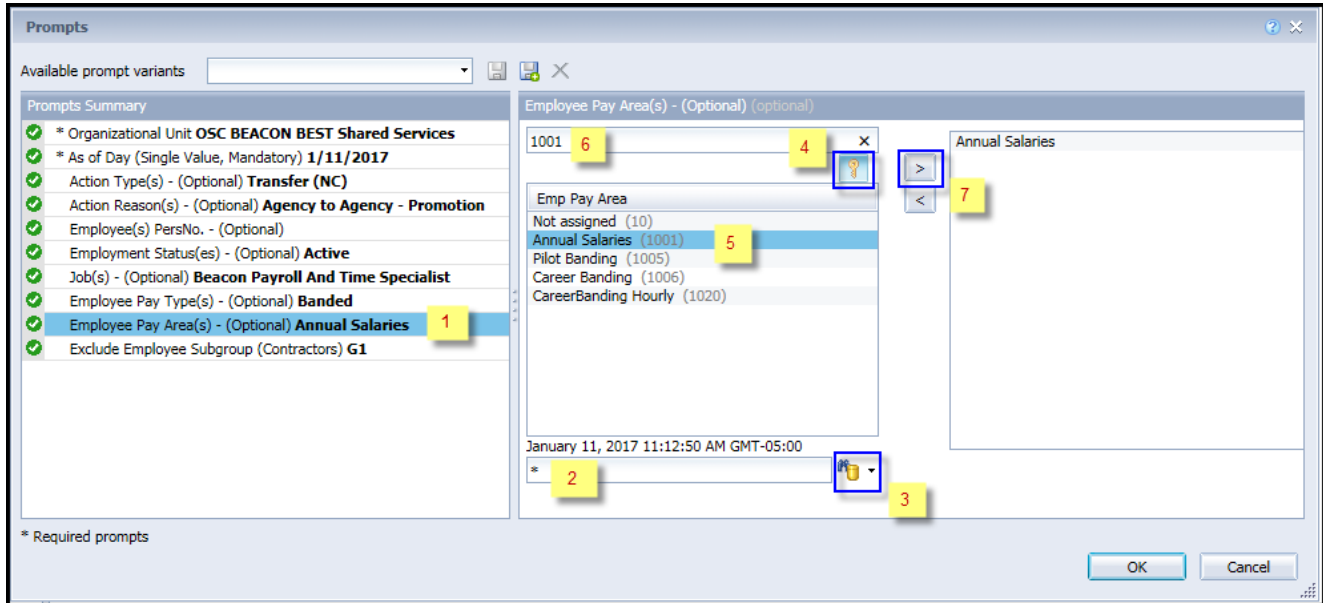 Prompts
Available prompt variants
Prompts Summary
* Organizational Unit OSC BEACON BEST Shared Services
* As of Day (Single Value, Mandatory) 1/11/2017
Action Type(s) - (Optional) Transfer (NC)
Action Reason(s) - (Optional) Agency to Agency - Promotion
Employee(s) PersNo. - (Optional)
Employment Status(es) - (Optional) Active
Job(s) - (Optional) Beacon Payroll And Time Specialist
Employee Pay Type(s) - (Optional) Banded
Employee Pay Area(s) - (Optional) Annual Salaries 1
Exclude Employee Subgroup (Contractors) G1
Employee Pay Area(s) - (Optional) (optional)
1001 6 4
Emp Pay Area
Not assigned (10)
Annual Salaries (1001) 5
Pilot Banding (1005)
Career Banding (1006)
CareerBanding Hourly (1020)
January 11, 2017 11:12:50 AM GMT-05:00
* 2
3
> 7
<
Annual Salaries
* Required prompts
OK Cancel